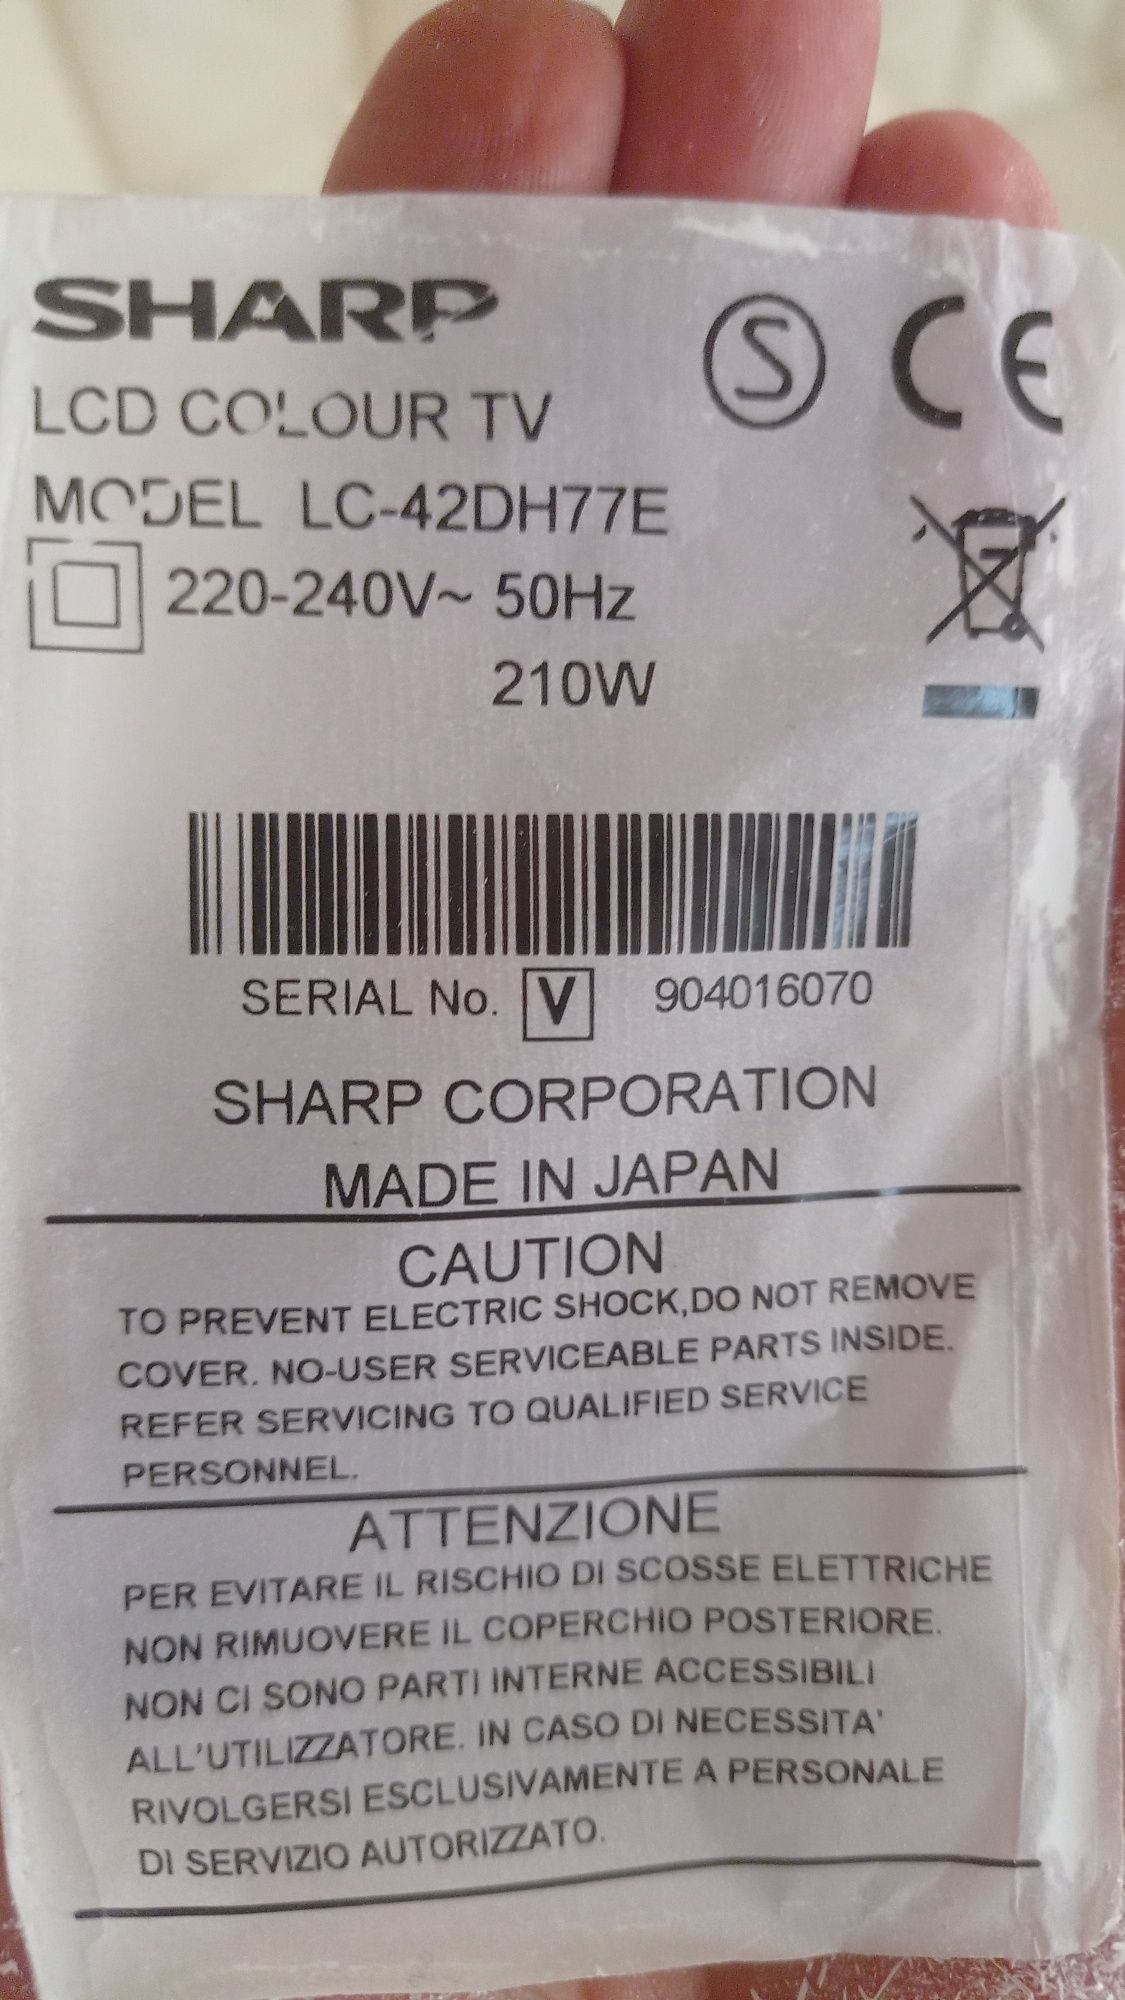 SHARP
S CE
LCD COLOUR TV
MODEL LC-42DH77E
220-240V~ 50Hz
210W
SERIAL No. V 904016070
SHARP CORPORATION
MADE IN JAPAN
CAUTION
TO PREVENT ELECTRIC SHOCK,DO NOT REMOVE
COVER. NO-USER SERVICEABLE PARTS INSIDE.
REFER SERVICING TO QUALIFIED SERVICE
PERSONNEL.
ATTENZIONE
PER EVITARE IL RISCHIO DI SCOSSE ELETTRICHE
NON RIMUOVERE IL COPERCHIO POSTERIORE.
NON CI SONO PARTI INTERNE ACCESSIBILI
ALL'UTILIZZATORE. IN CASO DI NECESSITA'
RIVOLGERSI ESCLUSIVAMENTE A PERSONALE
DI SERVIZIO AUTORIZZATO.